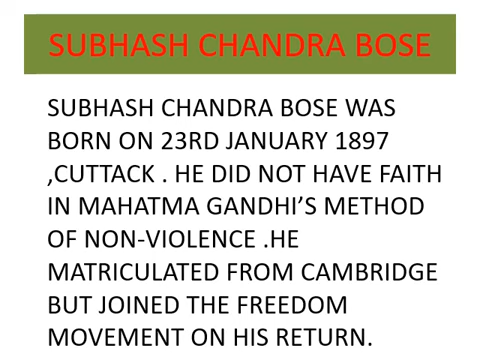 SUBHASH CHANDRA BOSE
SUBHASH CHANDRA BOSE WAS
BORN ON 23RD JANUARY 1897
,CUTTACK . HE DID NOT HAVE FAITH
IN MAHATMA GANDHI’S METHOD
OF NON-VIOLENCE .HE
MATRICULATED FROM CAMBRIDGE
BUT JOINED THE FREEDOM
MOVEMENT ON HIS RETURN.